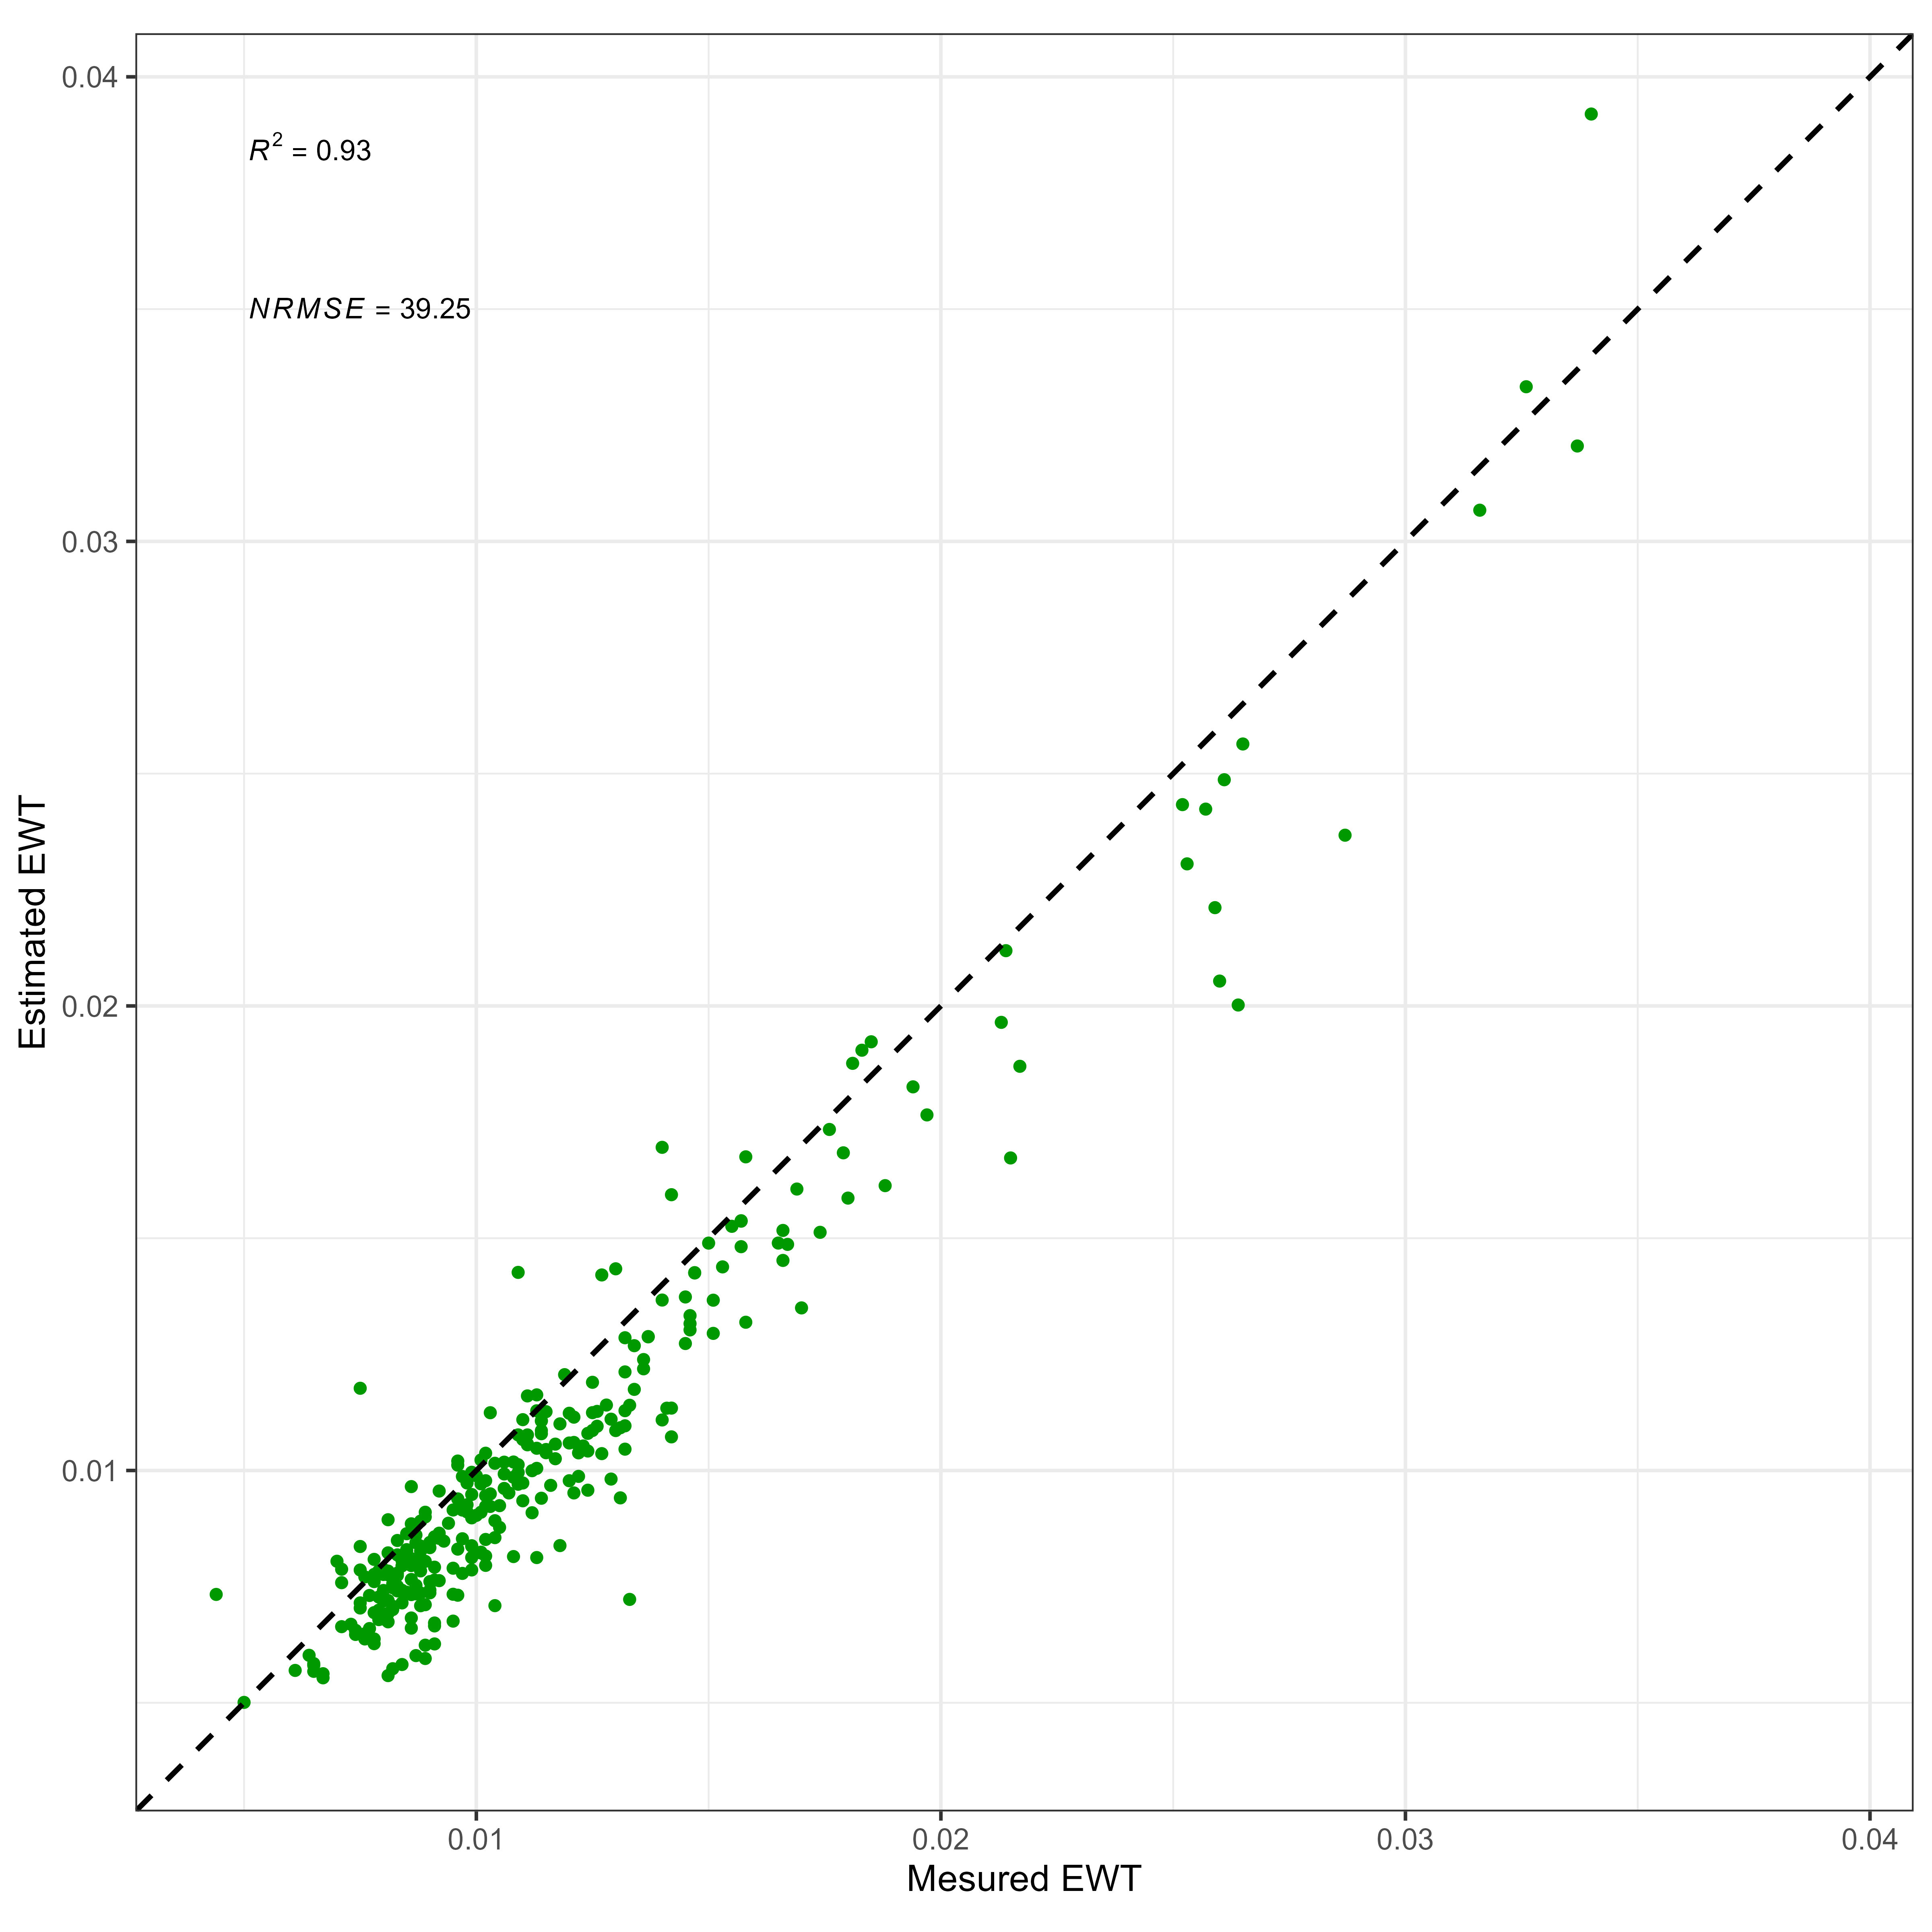 0.04
R² = 0.93
NRMSE = 39.25
0.03
Estimated EWT
0.02
0.01
0.01 0.02 0.03 0.04
Mesured EWT